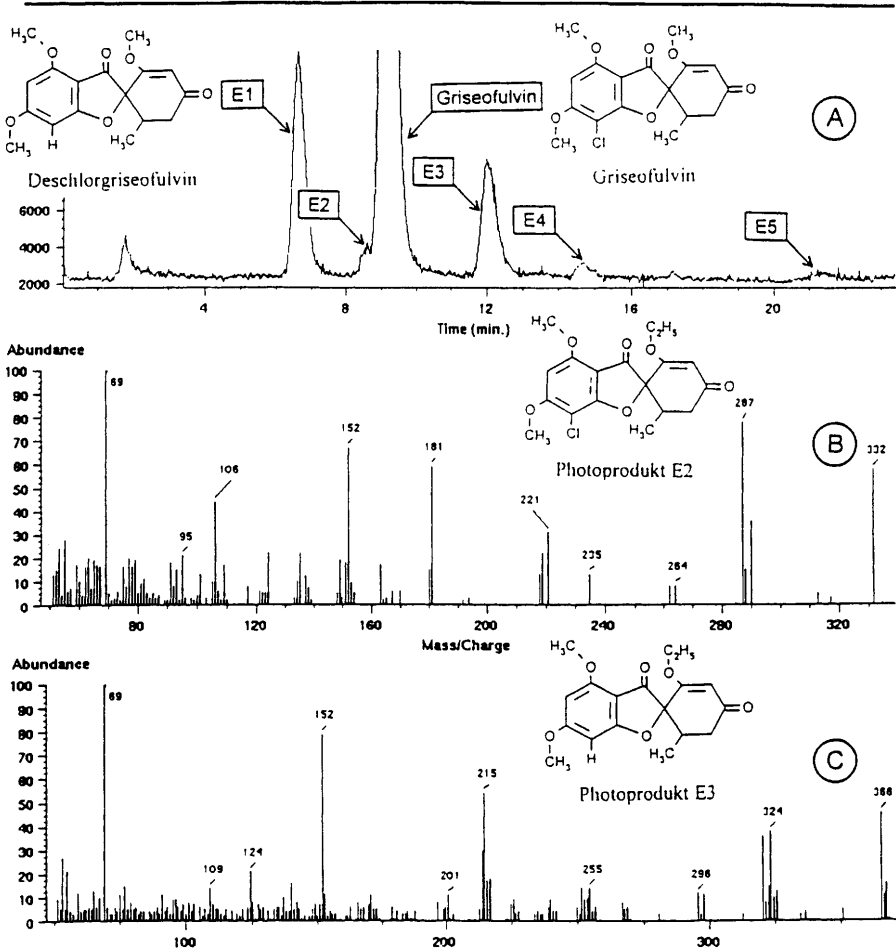 H₃C
O
O
CH₃
O
O
O
O
CH₃
H
H₃C
Deschlorgriseofulvin
E1
E2
Griseofulvin
E3
E4
E5
H₃C
O
O
CH₃
O
O
O
O
CH₃
Cl
H₃C
Griseofulvin
A
6000
4000
2000
4
8
12
16
20
Time (min.)
Abundance
100
90
80
70
60
50
40
30
20
10
0
69
95
106
152
181
221
235
264
287
332
H₃C
O
O
C₂H₅
O
O
O
O
CH₃
Cl
H₃C
Photoprodukt E2
B
80
120
160
200
240
280
320
Mass/Charge
Abundance
100
90
80
70
60
50
40
30
20
10
0
69
109
124
152
201
215
255
296
324
366
H₃C
O
O
C₂H₅
O
O
O
O
CH₃
H
H₃C
Photoprodukt E3
C
100
200
300